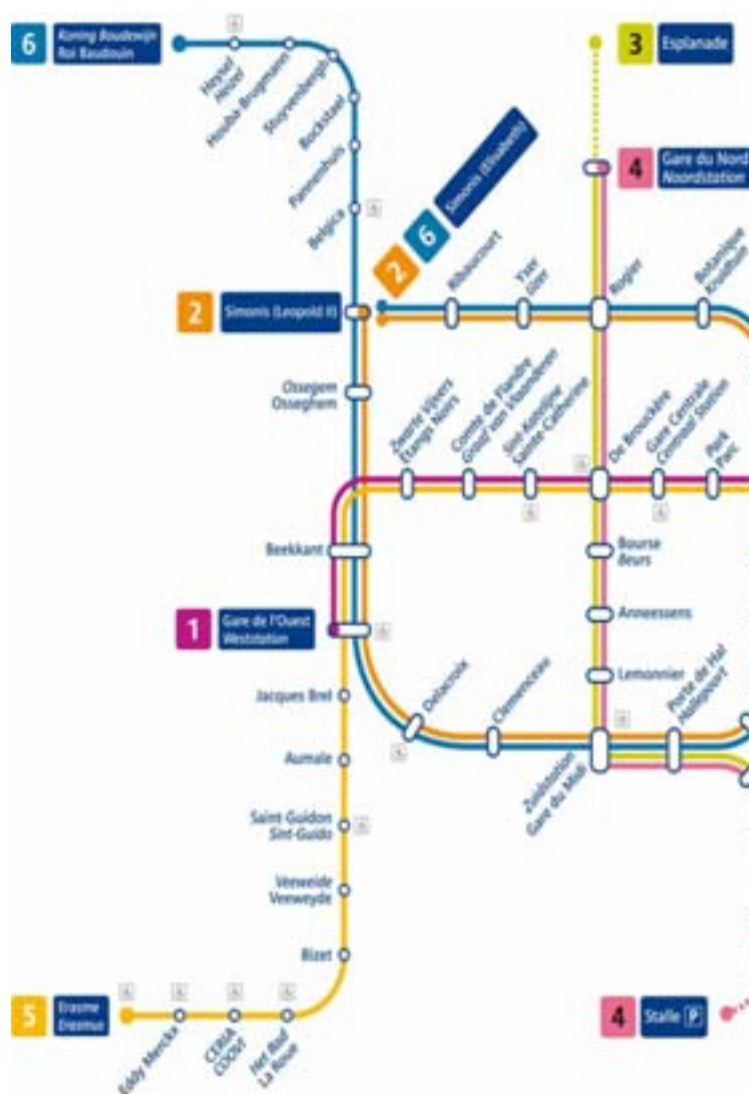 6
Koning Boudewijn
Roi Baudouin
Heysel
Heizel
Houba-Brugmann
Stuyvenbergh
Bockstael
Pannenhuis
Belgica
3
Esplanade
4
Gare du Nord
Noordstation
2
6
Simonis (Elisabeth)
Ribaucourt
Yser
IJzer
Rogier
Botanique
Kruidtuin
2
Simonis (Leopold II)
Ossegem
Osseghem
Zwarte Vijvers
Etangs Noirs
Comte de Flandre
Graaf van Vlaanderen
Sint-Katelijne
Sainte-Catherine
De Brouckère
Gare Centrale
Centraal Station
Park
Parc
Beekkant
Bourse
Beurs
1
Gare de l'Ouest
Weststation
Anneessens
Lemonnier
Jacques Brel
Delacroix
Clemenceau
Porte de Hal
Hallepoort
Zuidstation
Gare du Midi
Aumale
Saint-Guidon
Sint-Guido
Veeweide
Veeweyde
Bizet
5
Erasme
Erasmus
Eddy Merckx
CERIA
COOVI
Het Rad
La Roue
4
Stalle P